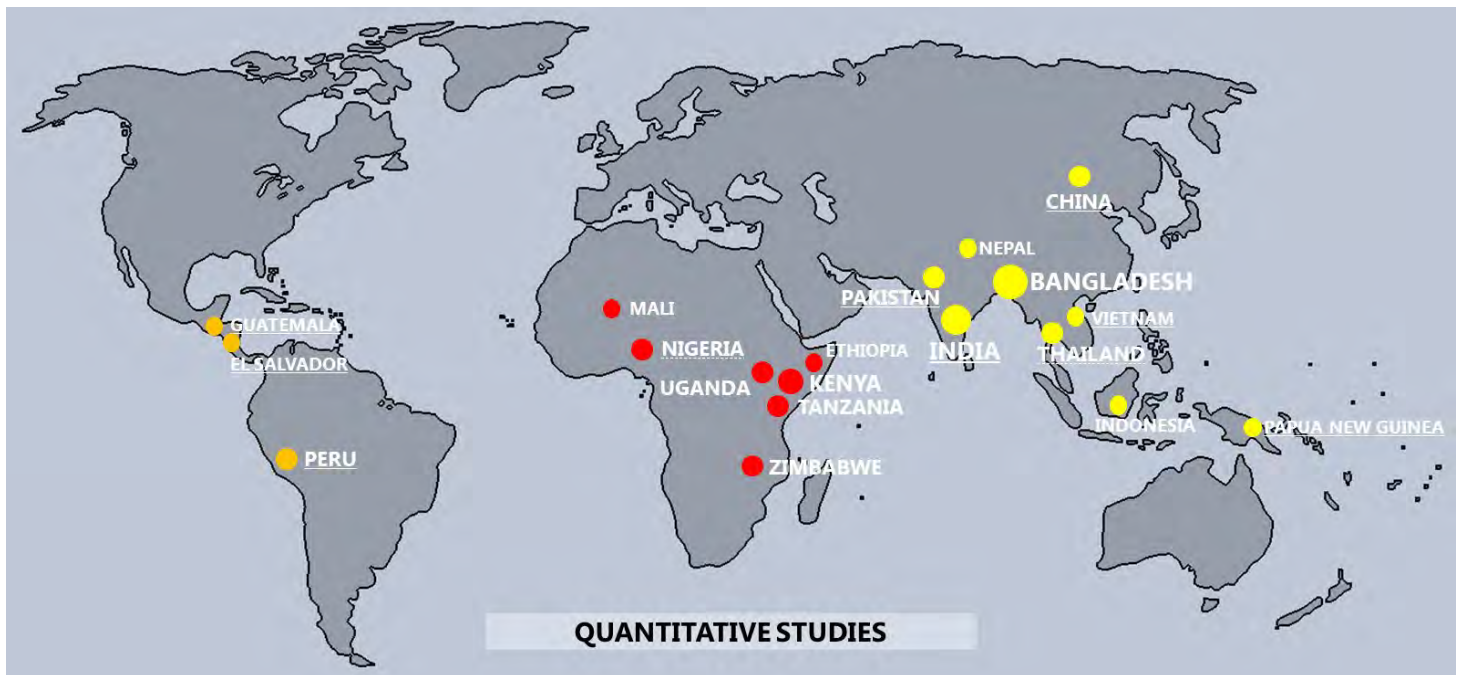 CHINA
NEPAL
BANGLADESH
PAKISTAN
MALI
VIETNAM
GUATEMALA
NIGERIA
INDIA
ETHIOPIA
THAILAND
EL SALVADOR
UGANDA
KENYA
TANZANIA
INDONESIA
PAPUA NEW GUINEA
PERU
ZIMBABWE
QUANTITATIVE STUDIES